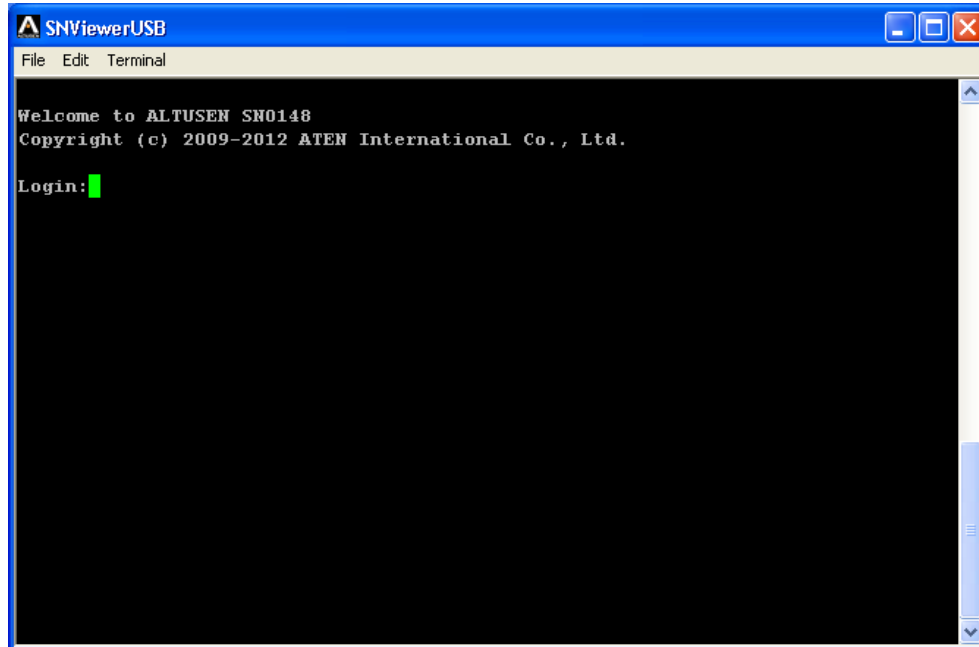 SNViewerUSB
File Edit Terminal
Welcome to ALTUSEN SN0148
Copyright (c) 2009-2012 ATEN International Co., Ltd.
Login: